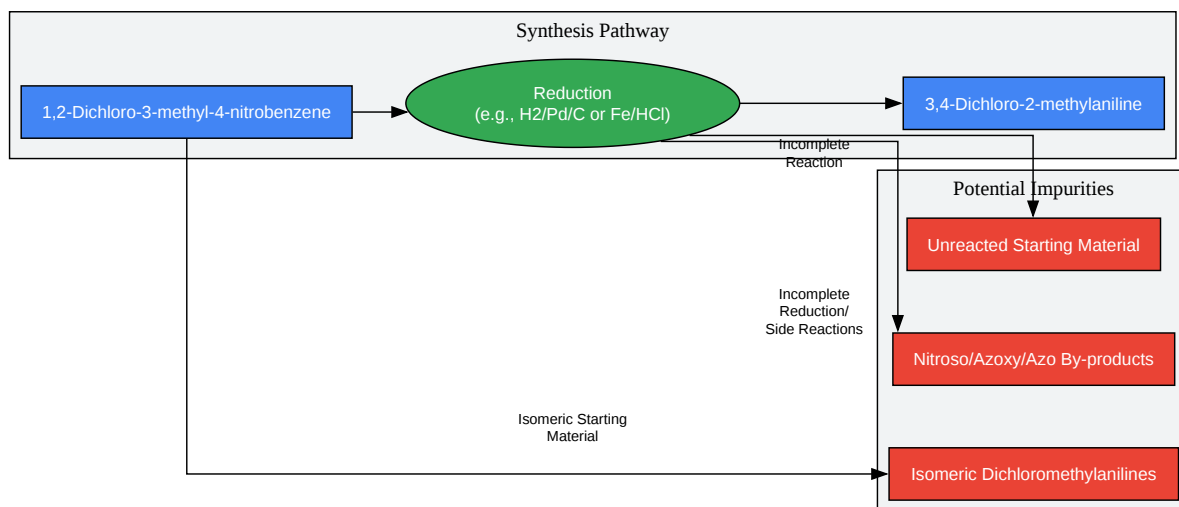 Synthesis Pathway
1,2-Dichloro-3-methyl-4-nitrobenzene
Reduction
(e.g., H2/Pd/C or Fe/HCl)
3,4-Dichloro-2-methylaniline
Incomplete
Reaction
Potential Impurities
Unreacted Starting Material
Incomplete
Reduction/
Side Reactions
Nitroso/Azoxy/Azo By-products
Isomeric Starting
Material
Isomeric Dichloromethylanilines